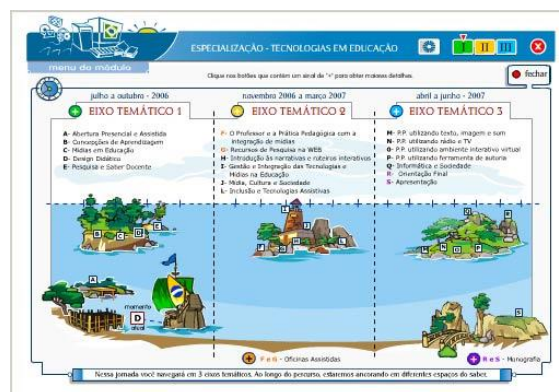 ESPECIALIZAÇÃO - TECNOLOGIAS EM EDUCAÇÃO
I II III
X
menu do módulo
Clique nos botões que contém um sinal de "+" para obter maiores detalhes.
fechar
julho a outubro - 2006
EIXO TEMÁTICO 1
A- Abertura Presencial e Assistida
B- Concepções de Aprendizagem
C- Mídias em Educação
D- Design Didático
E- Pesquisa e Saber Docente
novembro 2006 a março 2007
EIXO TEMÁTICO 2
F- O Professor e a Prática Pedagógica com a
integração de mídias
G- Recursos de Pesquisa na WEB
H- Introdução às narrativas e roteiros interativos
I- Gestão e Integração das Tecnologias e
Mídias na Educação
J- Mídia, Cultura e Sociedade
L- Inclusão e Tecnologias Assistivas
abril a junho - 2007
EIXO TEMÁTICO 3
M- P.P. utilizando texto, imagem e som
N- P.P. utilizando rádio e TV
O- P.P. utilizando ambiente interativo virtual
P- P.P. utilizando ferramenta de autoria
Q- Informática e Sociedade
R- Orientação Final
S- Apresentação
B C D E
A
momento
D
atual
S
F e N - Oficinas Assistidas
R e S - Monografia
Nessa jornada você navegará em 3 eixos temáticos. Ao longo do percurso, estaremos ancorando em diferentes espaços do saber.